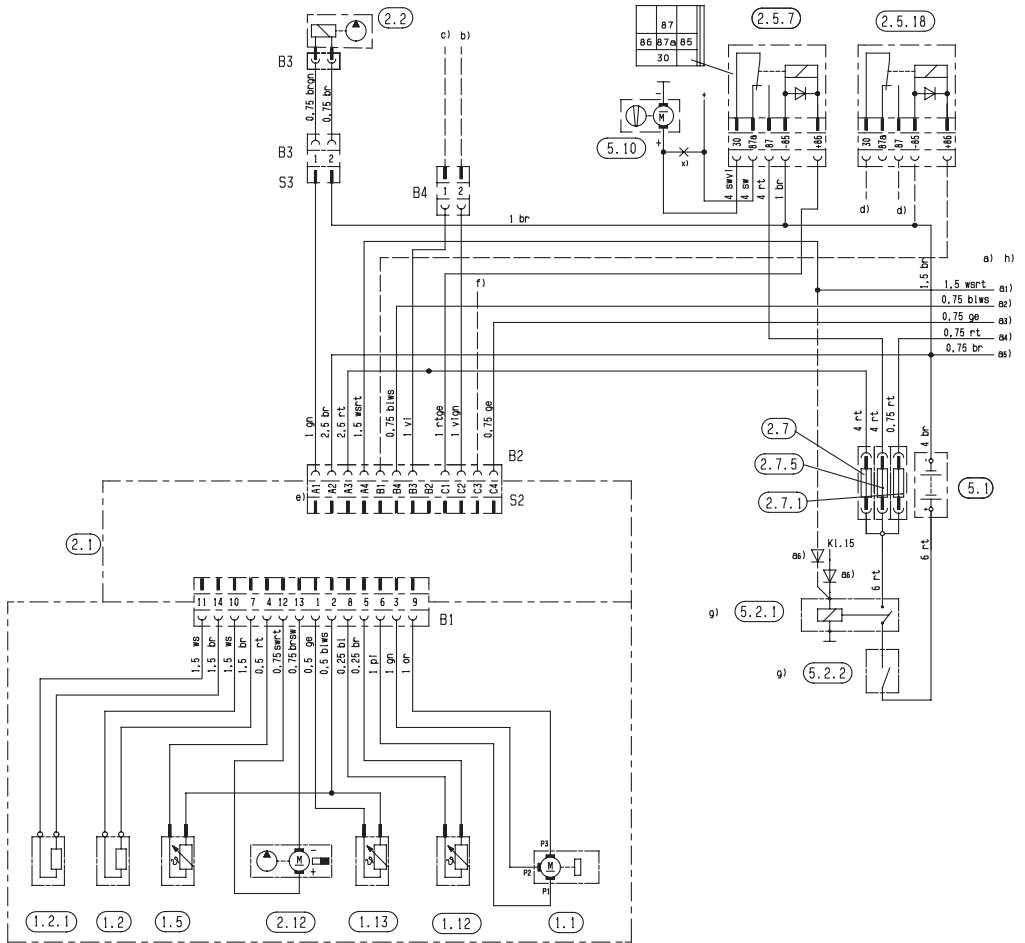 2.2
B3
0,75 brgn
0,75 br
B3
1 2
S3
c) b)
B4
1 2
87
86 87a 85
30
2.5.7
2.5.18
-
M
+
5.10
x)
+
30 87a 87 -85 +86
30 87a 87 -85 +86
4 swvi
4 sw
4 rt
1 br
d) d)
1 br
1,5 br
a) h)
1,5 wsrt a1)
0,75 blws a2)
0,75 ge a3)
0,75 rt a4)
0,75 br a5)
f)
1 gn
2,5 br
2,5 rt
1,5 wsrt
0,75 blws
1 vi
1 rtge
1 vign
0,75 ge
B2
e) A1 A2 A3 A4 B1 B4 B3 B2 C1 C2 C3 C4
S2
4 rt
4 rt
0,75 rt
4 br
2.7
2.7.5
2.7.1
-
+
5.1
2.1
Kl.15
a6)
a6)
6 rt
6 rt
g) 5.2.1
g) 5.2.2
11 14 10 7 4 12 13 1 2 8 5 6 3 9
B1
1,5 ws
1,5 br
1,5 ws
1,5 br
0,5 rt
0,75 swrt
0,75 brsw
0,5 ge
0,5 blws
0,25 bl
0,25 br
1 pi
1 gn
1 or
ϑ
M
-
+
ϑ
ϑ
P3
P2
M
P1
1.2.1
1.2
1.5
2.12
1.13
1.12
1.1